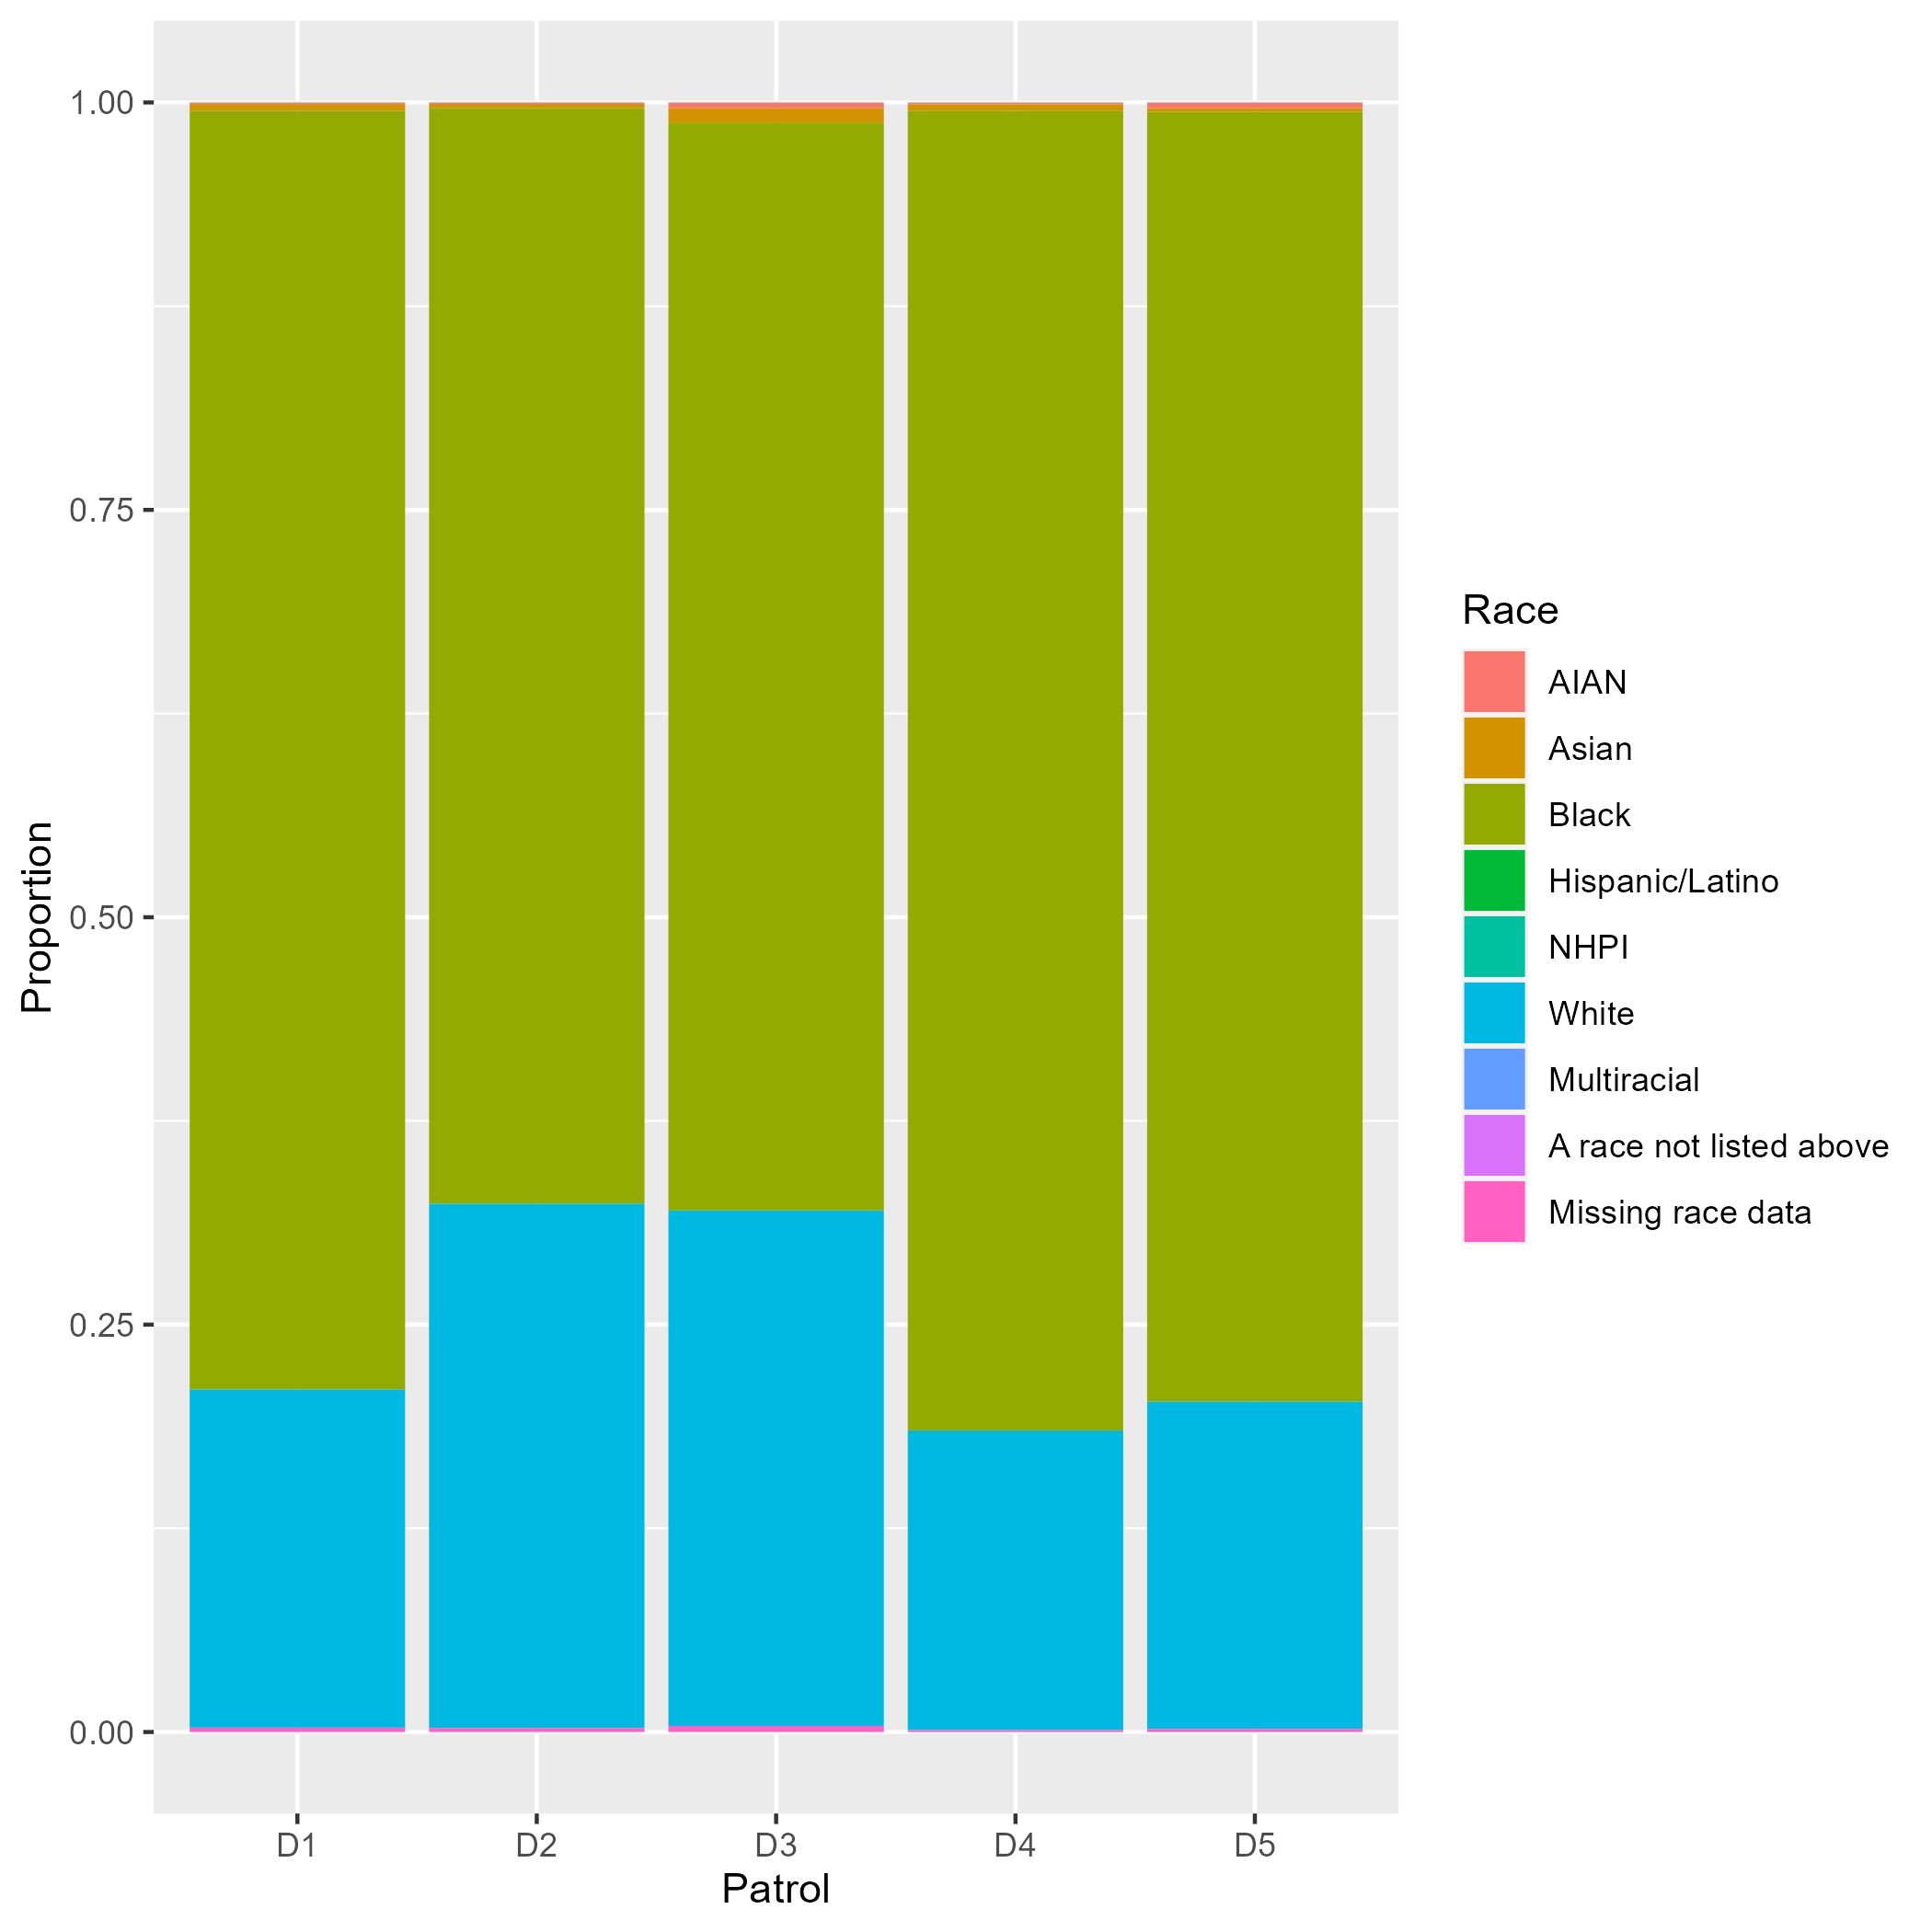 Proportion
1.00
0.75
0.50
0.25
0.00
D1 D2 D3 D4 D5
Patrol
Race
AIAN
Asian
Black
Hispanic/Latino
NHPI
White
Multiracial
A race not listed above
Missing race data